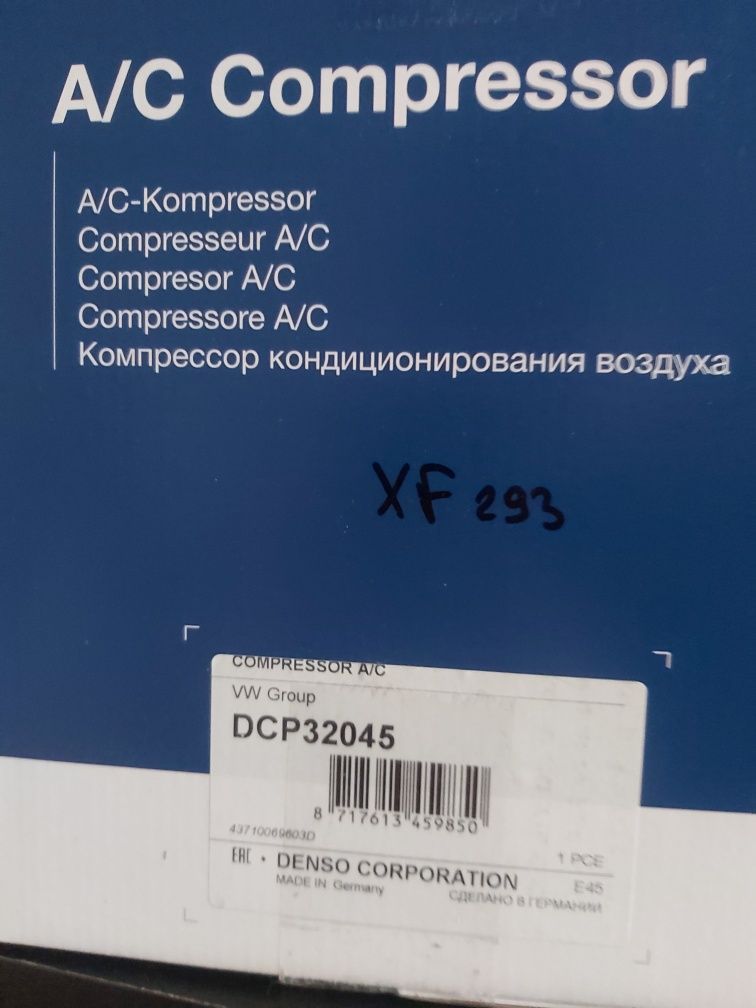 A/C Compressor
A/C-Kompressor
Compresseur A/C
Compresor A/C
Compressore A/C
Компрессор кондиционирования воздуха
XF 293
COMPRESSOR A/C
VW Group
DCP32045
8 717613 459850
43710069603D
1 PCE
EAC • DENSO CORPORATION
E45
MADE IN Germany
СДЕЛАНО В ГЕРМАНИИ